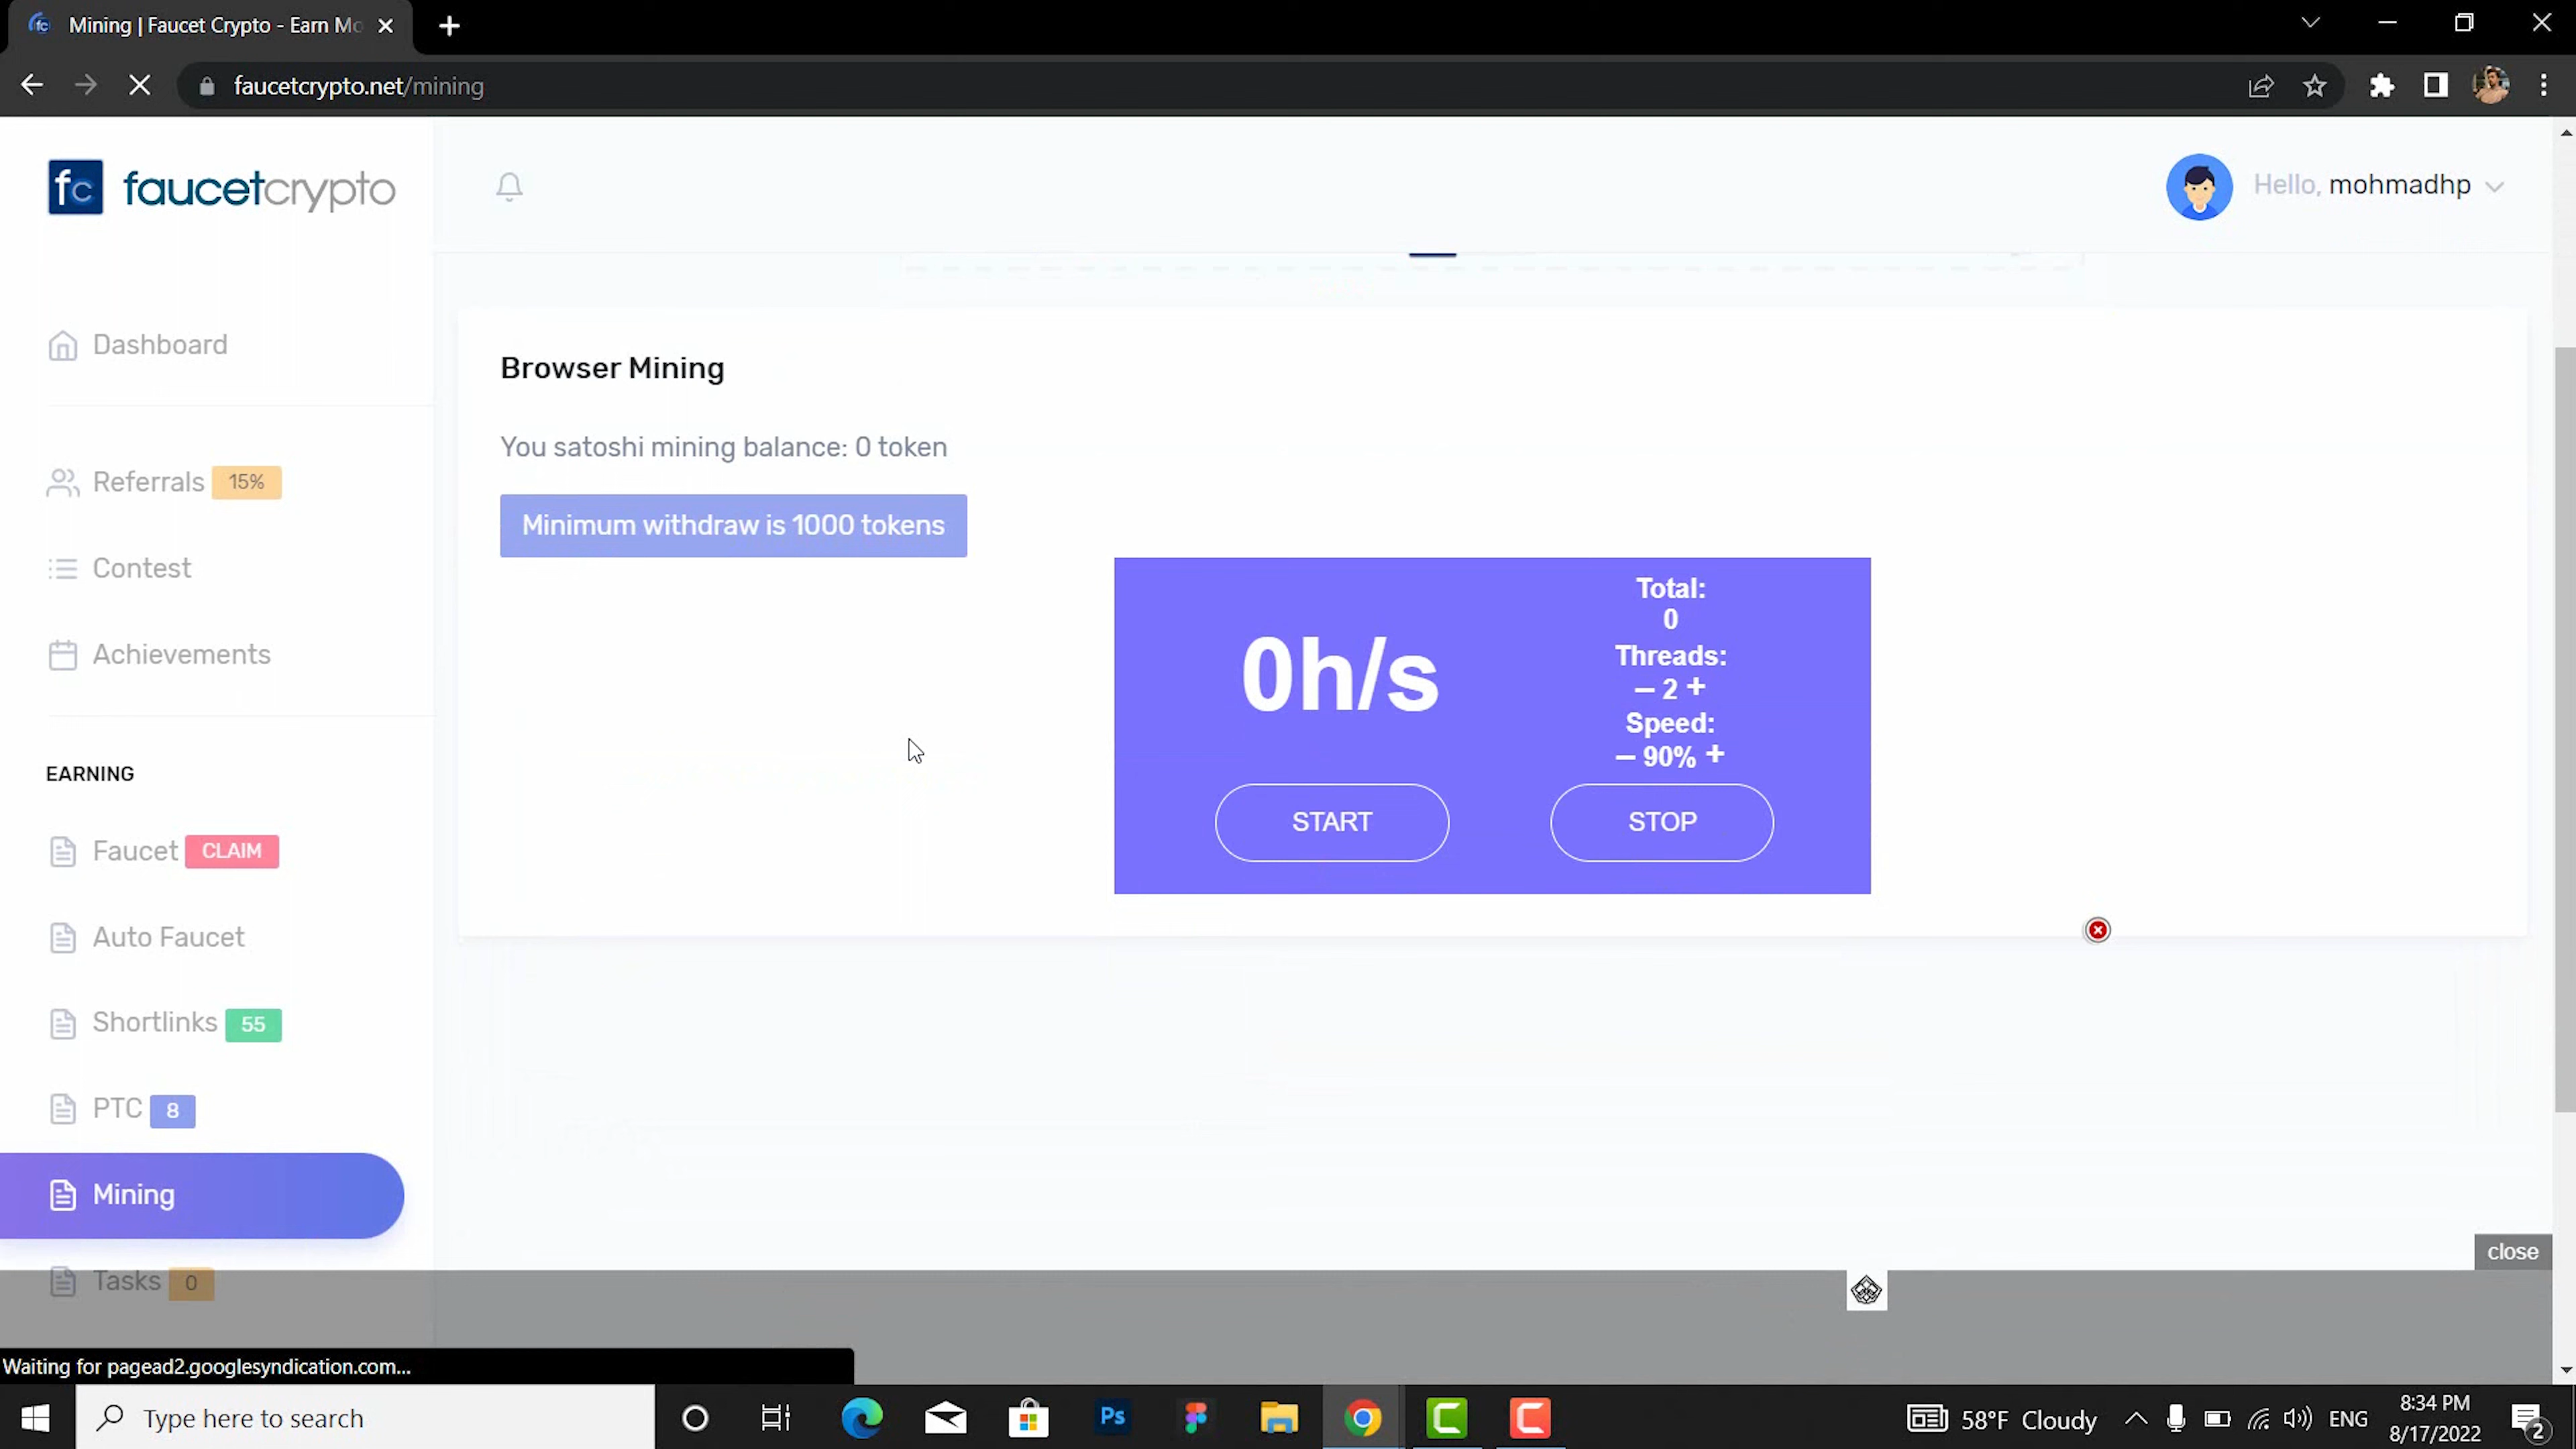 Mining | Faucet Crypto - Earn Mo
faucetcrypto.net/mining
fc faucetcrypto
Hello, mohmadhp
Dashboard
Referrals 15%
Contest
Achievements
EARNING
Faucet CLAIM
Auto Faucet
Shortlinks 55
PTC 8
Mining
Tasks 0
Browser Mining
You satoshi mining balance: 0 token
Minimum withdraw is 1000 tokens
0h/s
Total:
0
Threads:
– 2 +
Speed:
– 90% +
START
STOP
close
Waiting for pagead2.googlesyndication.com...
Type here to search
Ps
58°F Cloudy
ENG
8:34 PM
8/17/2022
2